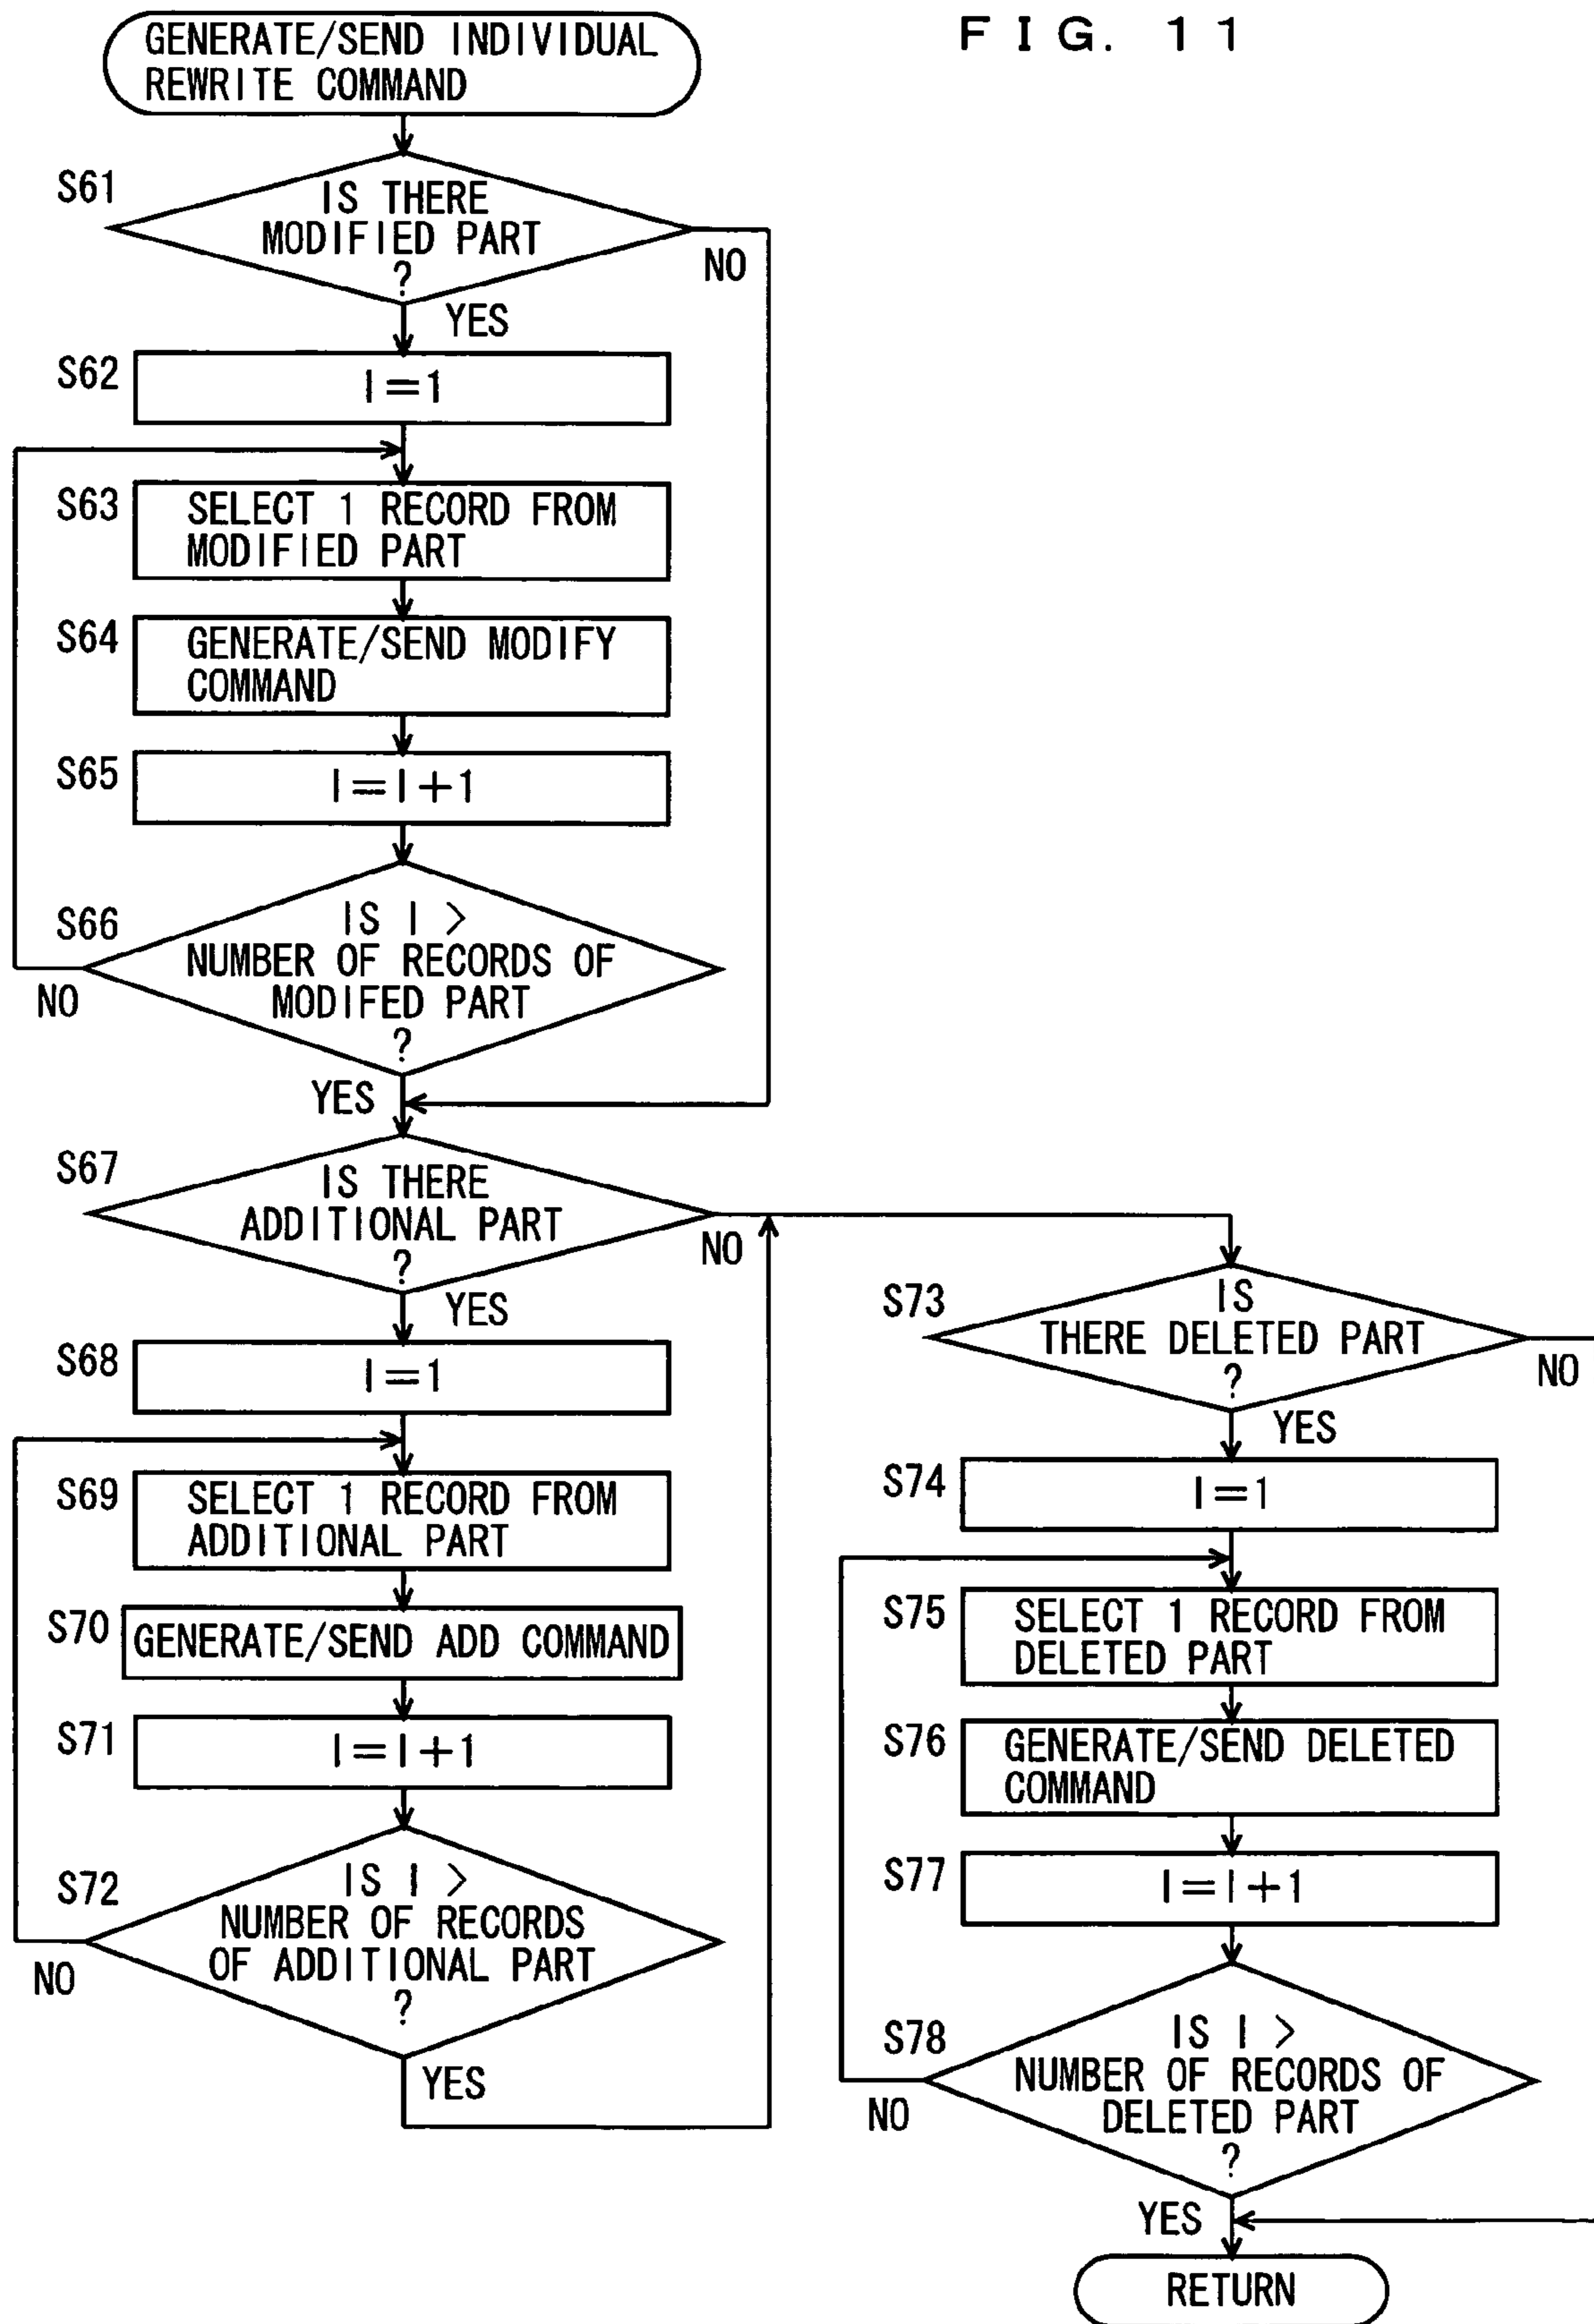 FIG. 11
GENERATE/SEND INDIVIDUAL
REWRITE COMMAND
S61
IS THERE
MODIFIED PART
?
NO
YES
S62
I=1
S63
SELECT 1 RECORD FROM
MODIFIED PART
S64
GENERATE/SEND MODIFY
COMMAND
S65
I=I+1
S66
IS I >
NUMBER OF RECORDS OF
MODIFED PART
?
NO
YES
S67
IS THERE
ADDITIONAL PART
?
NO
YES
S68
I=1
S69
SELECT 1 RECORD FROM
ADDITIONAL PART
S70
GENERATE/SEND ADD COMMAND
S71
I=I+1
S72
IS I >
NUMBER OF RECORDS
OF ADDITIONAL PART
?
NO
YES
S73
IS
THERE DELETED PART
?
NO
YES
S74
I=1
S75
SELECT 1 RECORD FROM
DELETED PART
S76
GENERATE/SEND DELETED
COMMAND
S77
I=I+1
S78
IS I >
NUMBER OF RECORDS OF
DELETED PART
?
NO
YES
RETURN